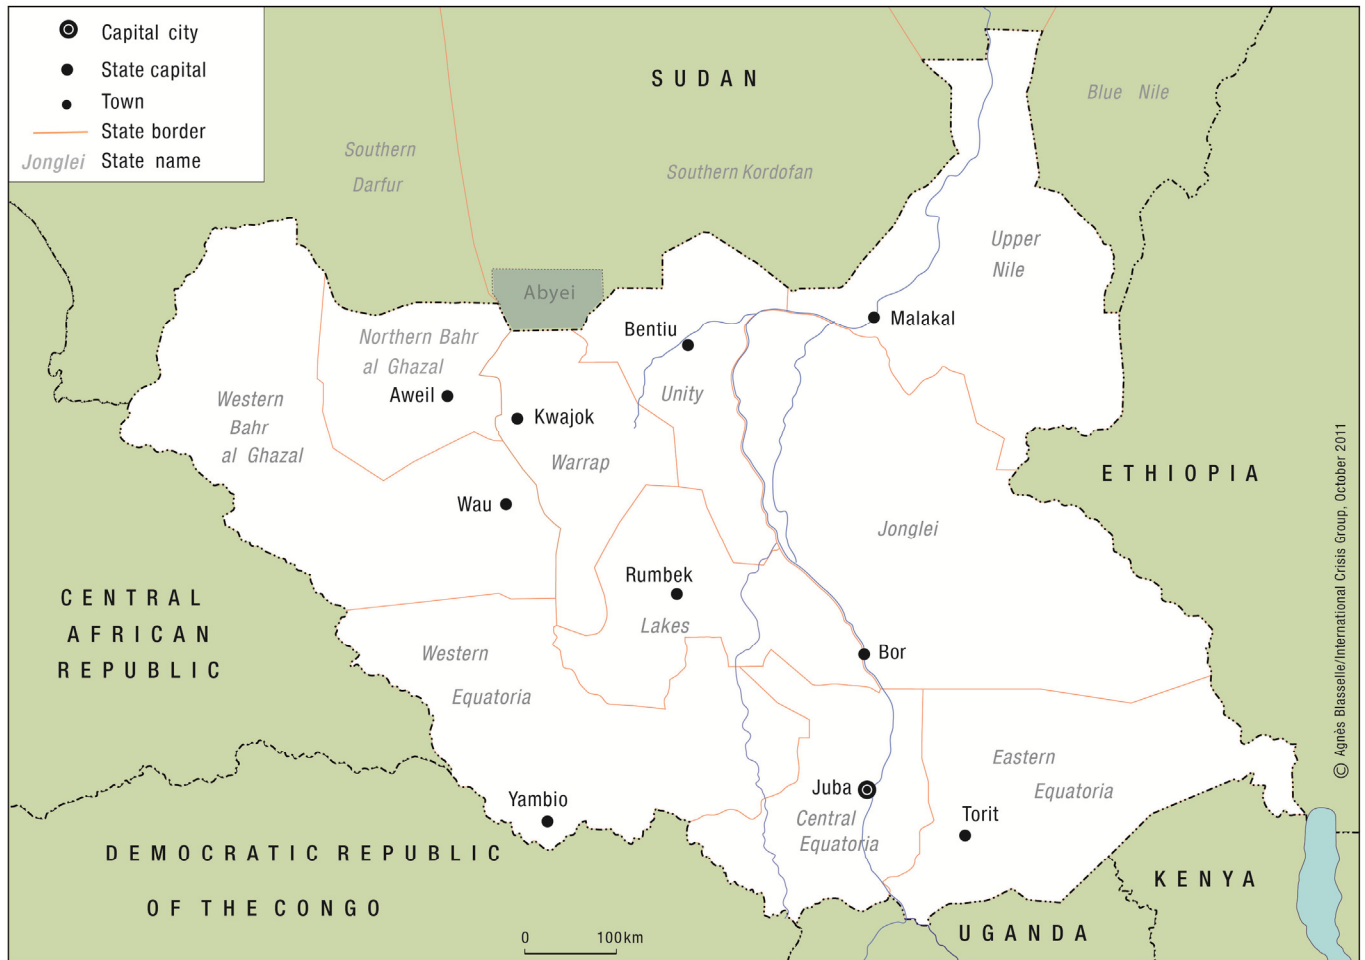 Capital city
State capital
Town
State border
Jonglei State name
SUDAN
Blue Nile
Southern
Darfur
Southern Kordofan
Upper
Nile
Abyei
Malakal
Bentiu
Northern Bahr
al Ghazal
Aweil
Unity
Western
Bahr
al Ghazal
Kwajok
Warrap
ETHIOPIA
Wau
Jonglei
Rumbek
Lakes
CENTRAL
AFRICAN
REPUBLIC
Western
Equatoria
Bor
Eastern
Equatoria
Juba
Central
Equatoria
Torit
Yambio
DEMOCRATIC REPUBLIC
OF THE CONGO
KENYA
UGANDA
0 100km
© Agnès Blasselle/International Crisis Group, October 2011